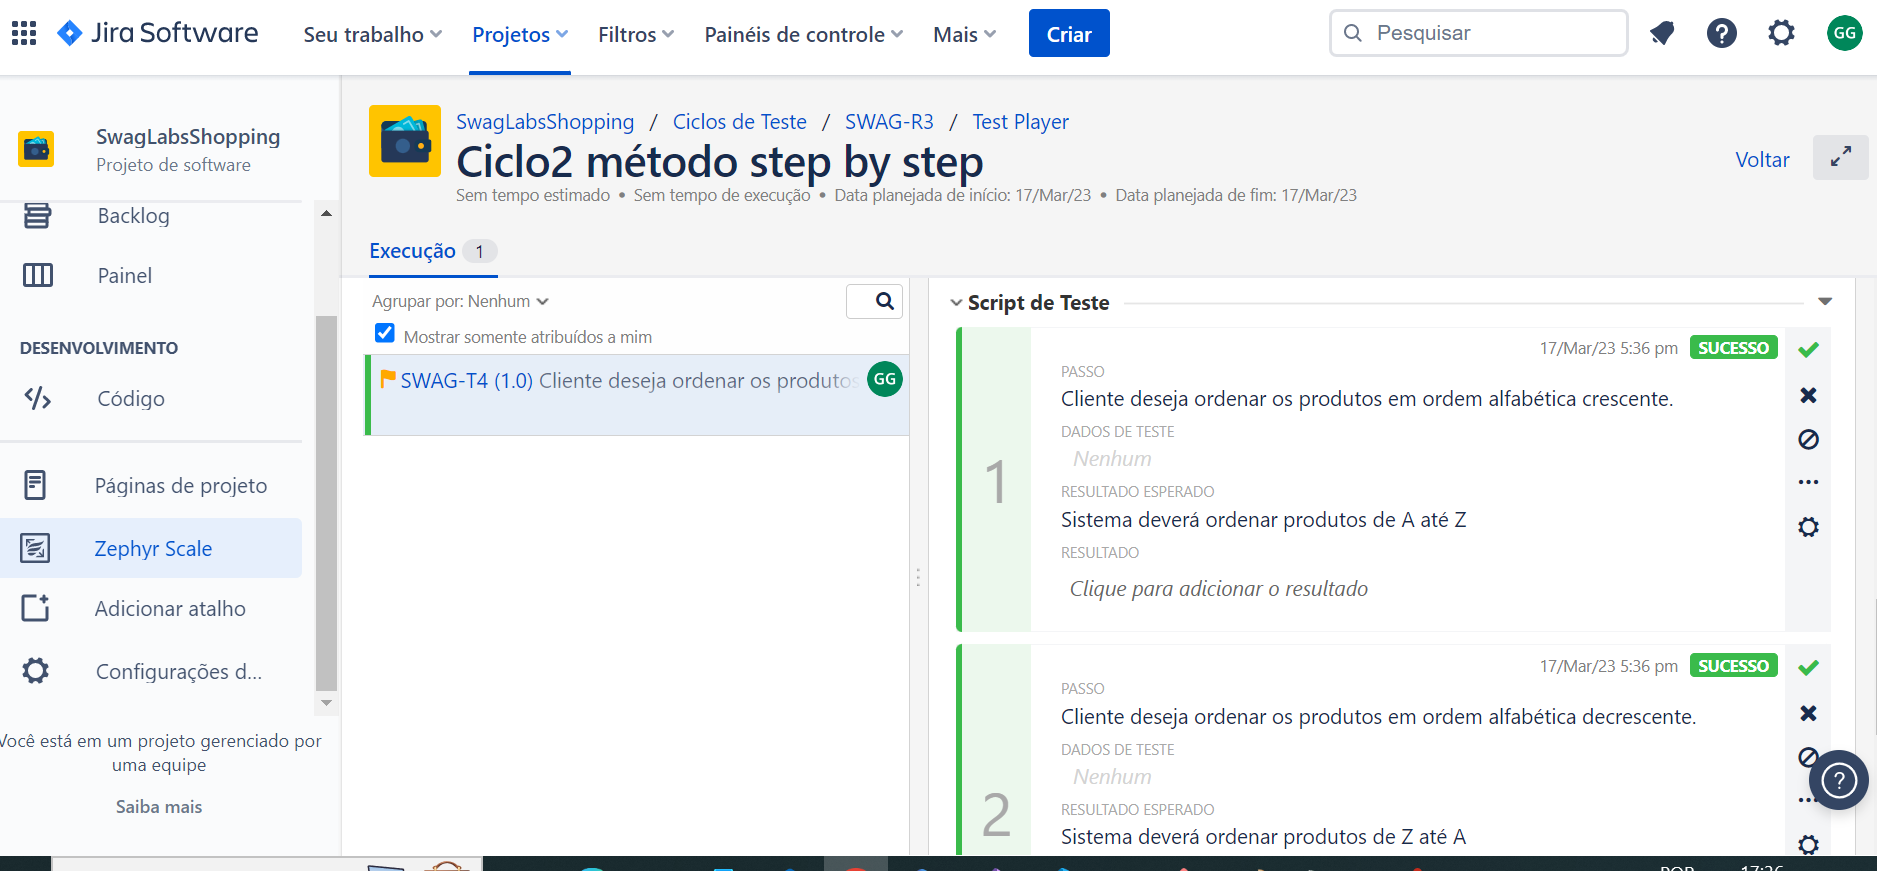 Jira Software
Seu trabalho
Projetos
Filtros
Painéis de controle
Mais
Criar
Pesquisar
GG
SwagLabsShopping
Projeto de software
Backlog
Painel
DESENVOLVIMENTO
Código
Páginas de projeto
Zephyr Scale
Adicionar atalho
Configurações d...
Você está em um projeto gerenciado por
uma equipe
Saiba mais
SwagLabsShopping / Ciclos de Teste / SWAG-R3 / Test Player
Ciclo2 método step by step
Sem tempo estimado • Sem tempo de execução • Data planejada de início: 17/Mar/23 • Data planejada de fim: 17/Mar/23
Voltar
Execução 1
Agrupar por: Nenhum
Mostrar somente atribuídos a mim
SWAG-T4 (1.0) Cliente deseja ordenar os produtos
GG
Script de Teste
17/Mar/23 5:36 pm SUCESSO
1
PASSO
Cliente deseja ordenar os produtos em ordem alfabética crescente.
DADOS DE TESTE
Nenhum
RESULTADO ESPERADO
Sistema deverá ordenar produtos de A até Z
RESULTADO
Clique para adicionar o resultado
17/Mar/23 5:36 pm SUCESSO
2
PASSO
Cliente deseja ordenar os produtos em ordem alfabética decrescente.
DADOS DE TESTE
Nenhum
RESULTADO ESPERADO
Sistema deverá ordenar produtos de Z até A